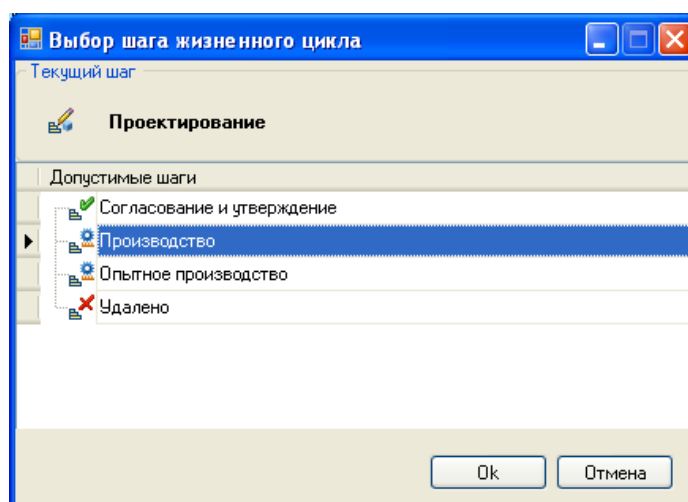 Выбор шага жизненного цикла
Текущий шаг
Проектирование
Допустимые шаги
Согласование и утверждение
Производство
Опытное производство
Удалено
Ok
Отмена